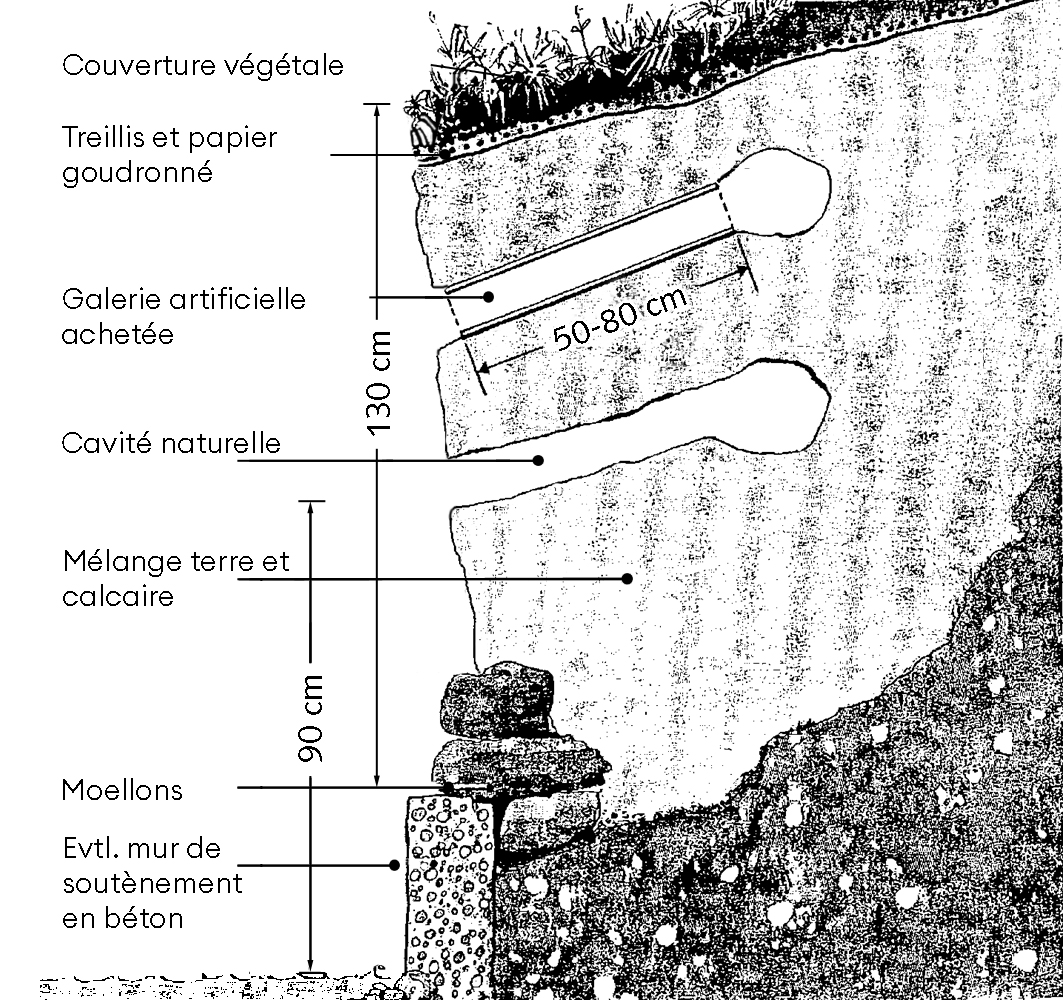 Couverture végétale
Treillis et papier
goudronné
Galerie artificielle
achetée
50-80 cm
130 cm
Cavité naturelle
Mélange terre et
calcaire
90 cm
Moellons
Evtl. mur de
soutènement
en béton